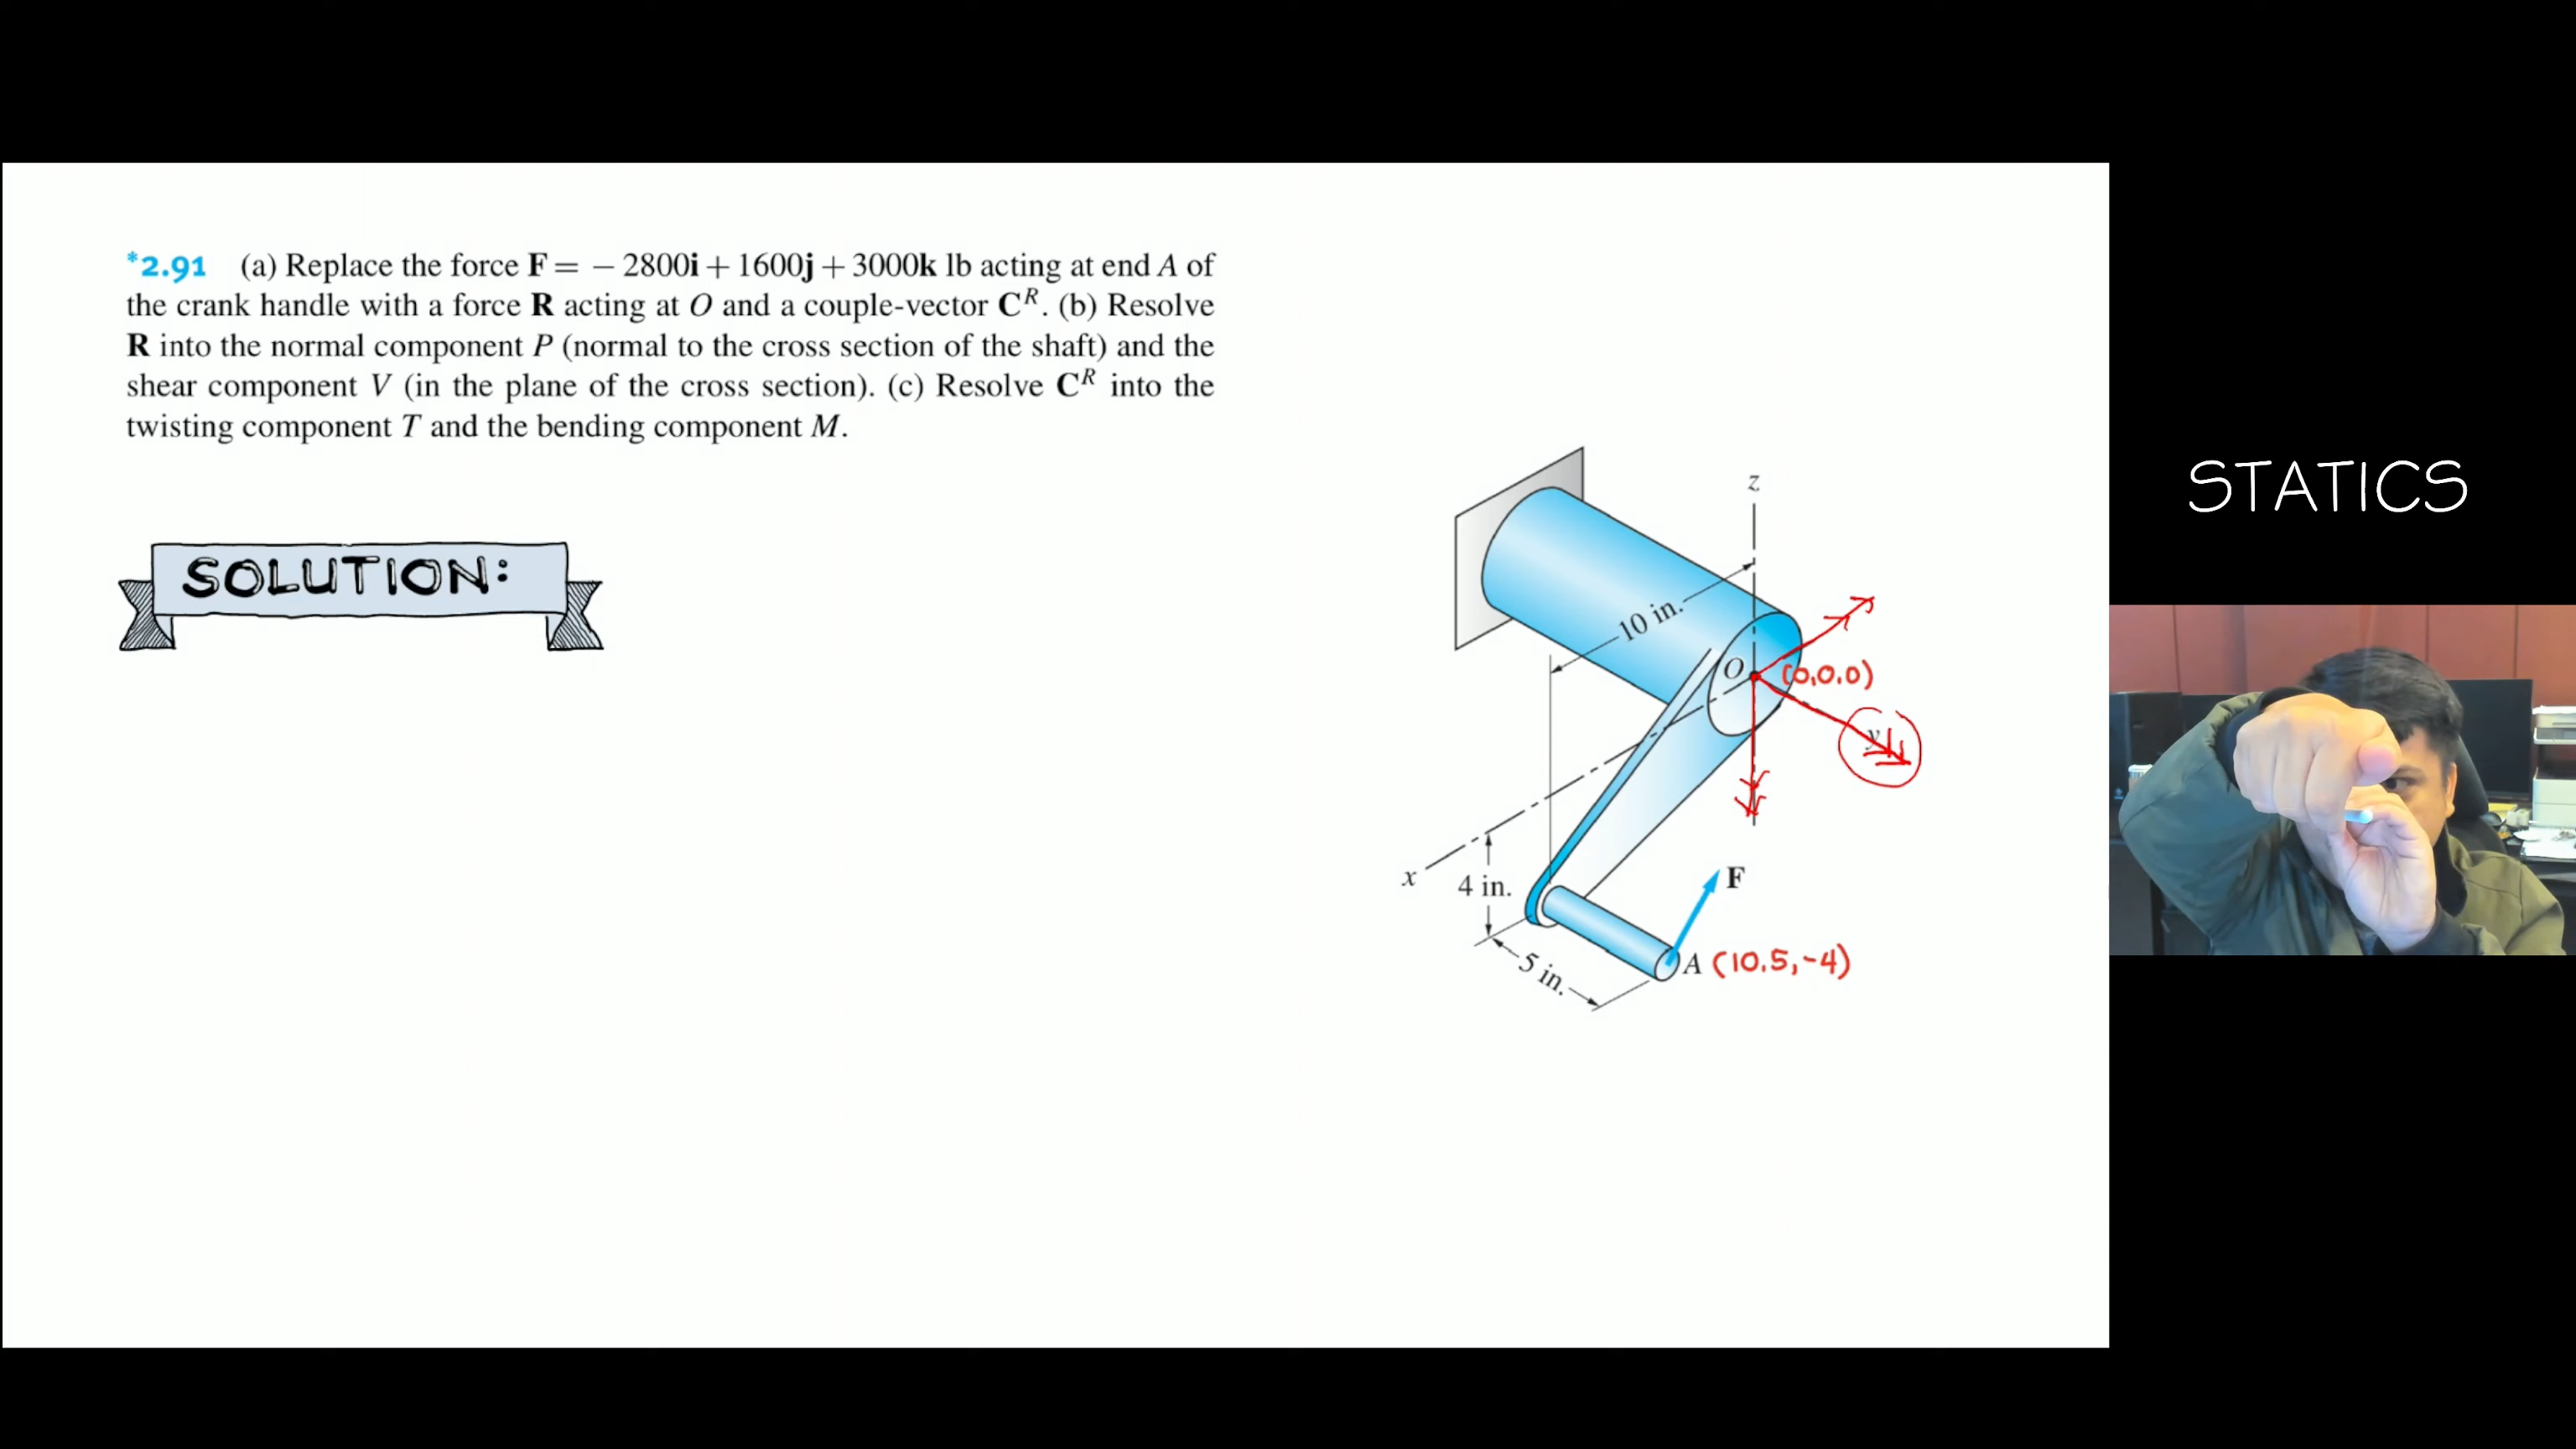 *2.91 (a) Replace the force F = − 2800i + 1600j + 3000k lb acting at end A of
the crank handle with a force R acting at O and a couple-vector Cᴿ. (b) Resolve
R into the normal component P (normal to the cross section of the shaft) and the
shear component V (in the plane of the cross section). (c) Resolve Cᴿ into the
twisting component T and the bending component M.
SOLUTION:
STATICS
z
10 in.
O
(0,0.0)
y
x
4 in.
F
5 in.
A (10.5,-4)